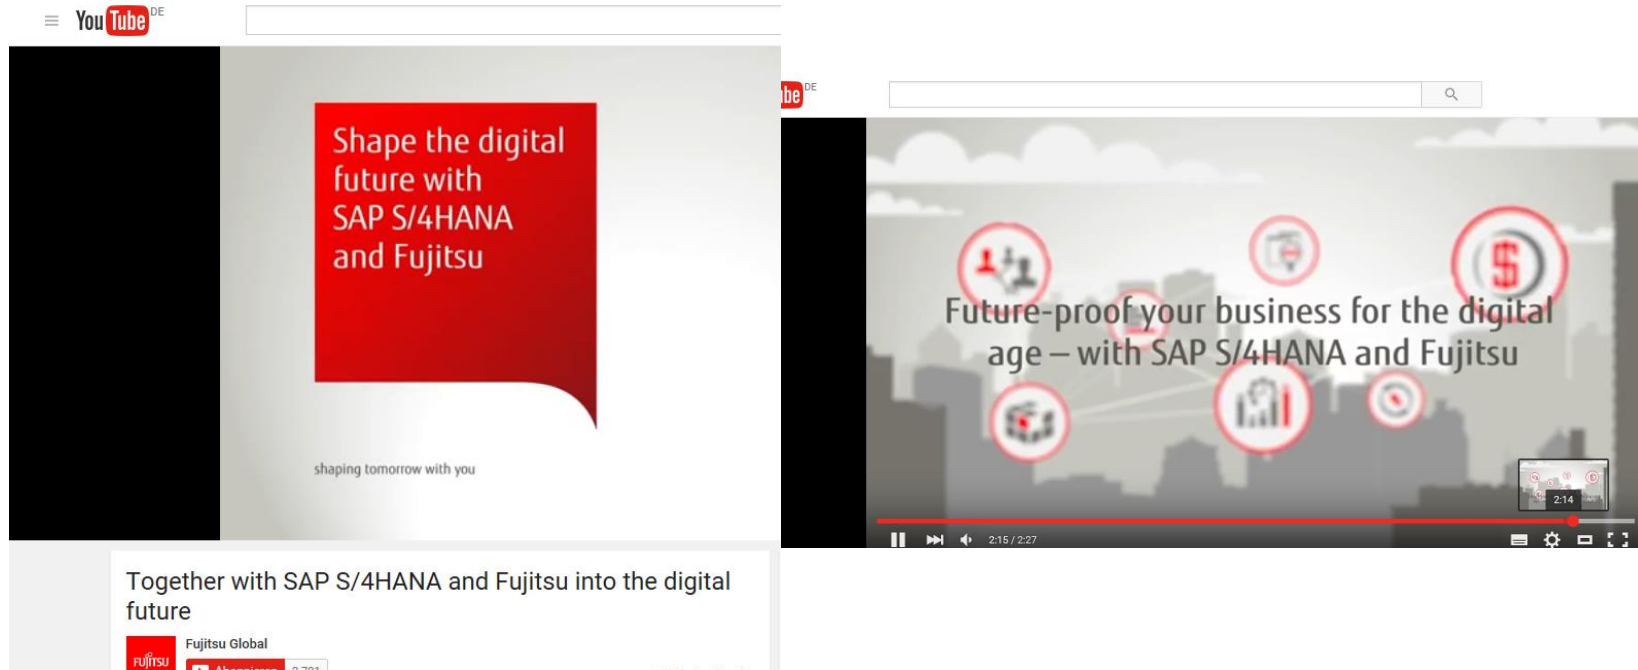 YouTube DE
Shape the digital
future with
SAP S/4HANA
and Fujitsu
shaping tomorrow with you
Together with SAP S/4HANA and Fujitsu into the digital
future
Fujitsu Global
FUJITSU
Abonnieren
be DE
Future-proof your business for the digital
age – with SAP S/4HANA and Fujitsu
2:14
2:15 / 2:27